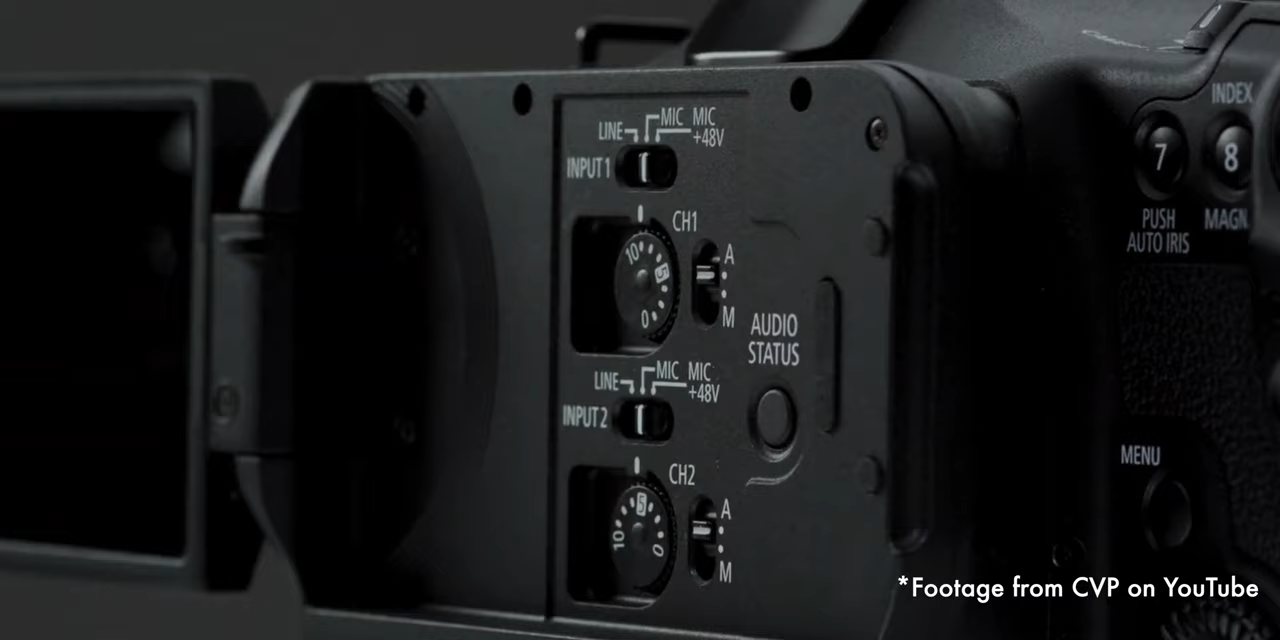 INDEX
LINE MIC MIC
+48V
INPUT 1
7 8
PUSH
AUTO IRIS
MAGN.
CH1
10 5 0
A
M
AUDIO
STATUS
LINE MIC MIC
+48V
INPUT 2
MENU
CH2
10 5 0
A
M
*Footage from CVP on YouTube